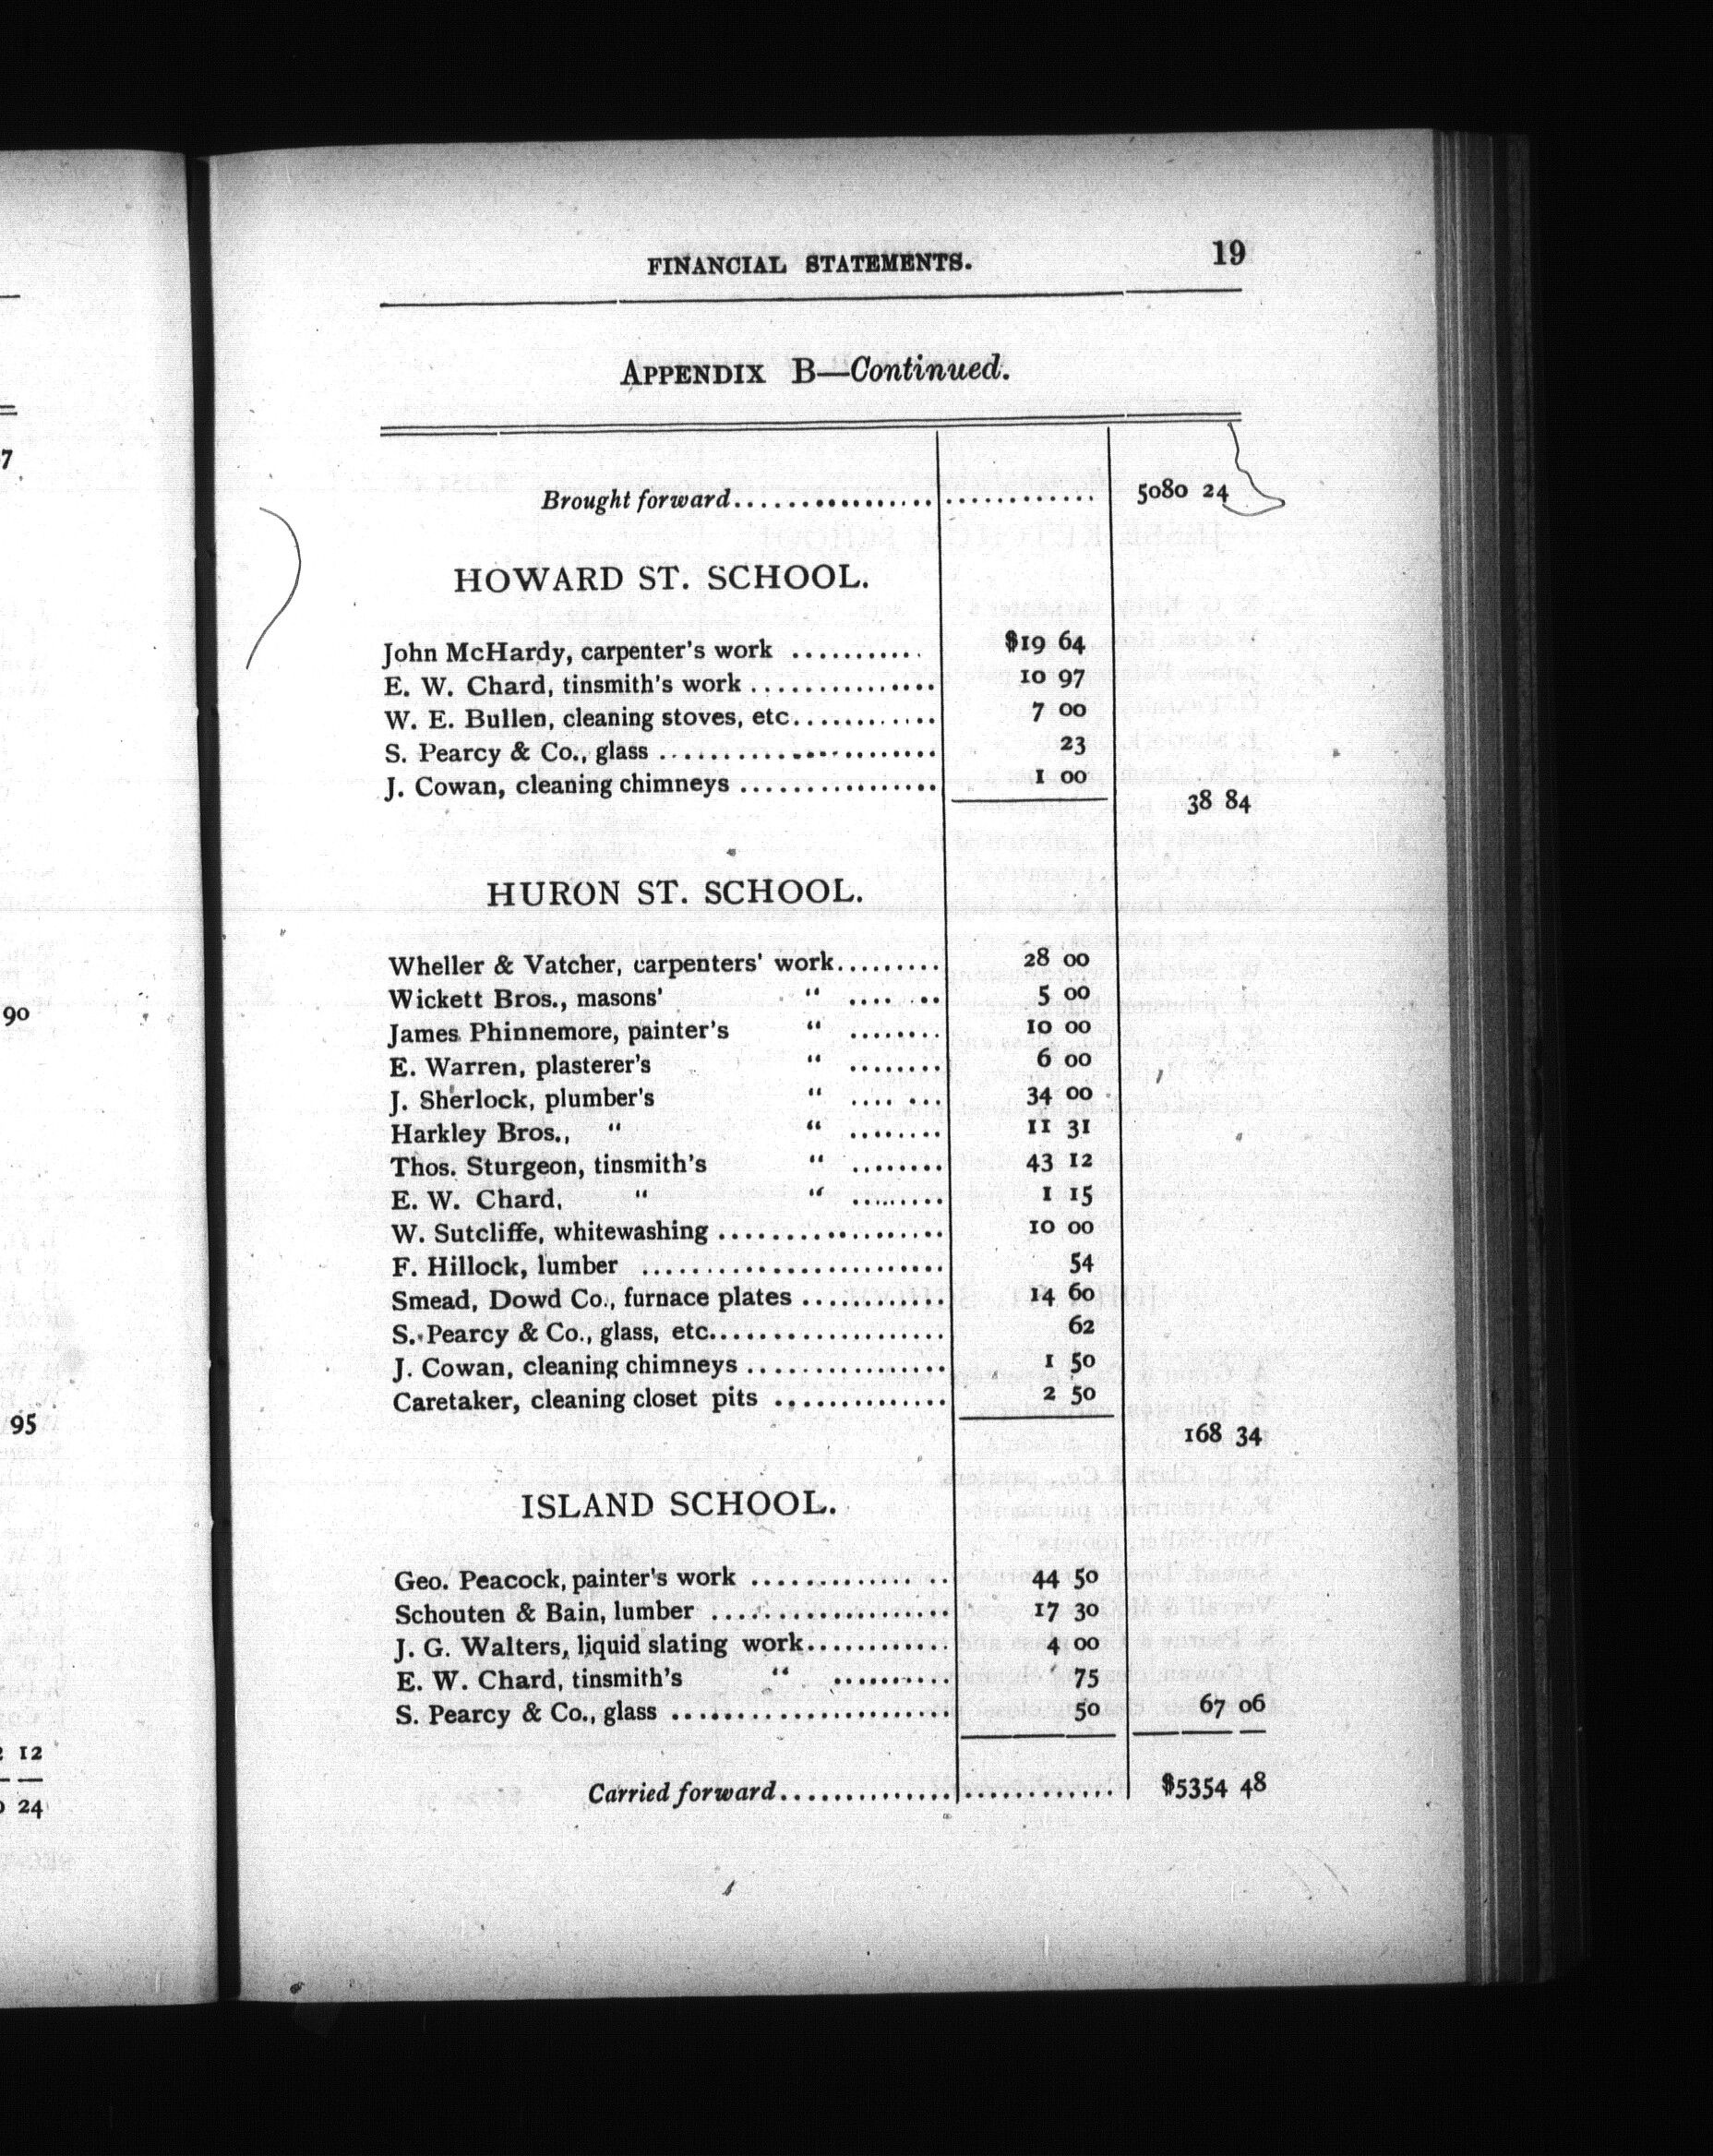 FINANCIAL STATEMENTS. 19
APPENDIX B—Continued.
Brought forward............................ 5080 24
HOWARD ST. SCHOOL.
John McHardy, carpenter's work ........... $19 64
E. W. Chard, tinsmith's work ............... 10 97
W. E. Bullen, cleaning stoves, etc............ 7 00
S. Pearcy & Co., glass ........................ 23
J. Cowan, cleaning chimneys ................ 1 00
38 84
HURON ST. SCHOOL.
Wheller & Vatcher, carpenters' work......... 28 00
Wickett Bros., masons' " ........ 5 00
James Phinnemore, painter's " ........ 10 00
E. Warren, plasterer's " ........ 6 00
J. Sherlock, plumber's " ........ 34 00
Harkley Bros., " " ........ 11 31
Thos. Sturgeon, tinsmith's " ........ 43 12
E. W. Chard, " " ........ 1 15
W. Sutcliffe, whitewashing .................. 10 00
F. Hillock, lumber ........................ 54
Smead, Dowd Co., furnace plates ............ 14 60
S. Pearcy & Co., glass, etc................... 62
J. Cowan, cleaning chimneys ................ 1 50
Caretaker, cleaning closet pits .............. 2 50
168 34
ISLAND SCHOOL.
Geo. Peacock, painter's work ................ 44 50
Schouten & Bain, lumber .................... 17 30
J. G. Walters, liquid slating work............ 4 00
E. W. Chard, tinsmith's " .......... 75
S. Pearcy & Co., glass ....................... 50 67 06
Carried forward.......................... $5354 48
7
90
95
12
24